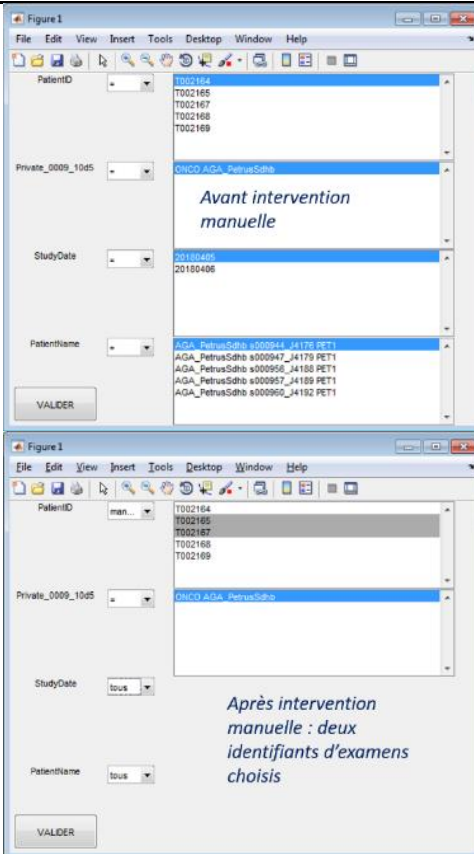 Figure 1
File Edit View Insert Tools Desktop Window Help
PatientID
=
T002164
T002165
T002167
T002168
T002169
Private_0009_10d5
=
ONCO AGA_PetrusSdhb
Avant intervention
manuelle
StudyDate
=
20180405
20180406
PatientName
=
AGA_PetrusSdhb s000944_J4176 PET1
AGA_PetrusSdhb s000947_J4179 PET1
AGA_PetrusSdhb s000956_J4188 PET1
AGA_PetrusSdhb s000957_J4189 PET1
AGA_PetrusSdhb s000960_J4192 PET1
VALIDER
Figure 1
File Edit View Insert Tools Desktop Window Help
PatientID
man...
T002164
T002165
T002167
T002168
T002169
Private_0009_10d5
=
ONCO AGA_PetrusSdhb
StudyDate
tous
Après intervention
manuelle : deux
identifiants d'examens
choisis
PatientName
tous
VALIDER